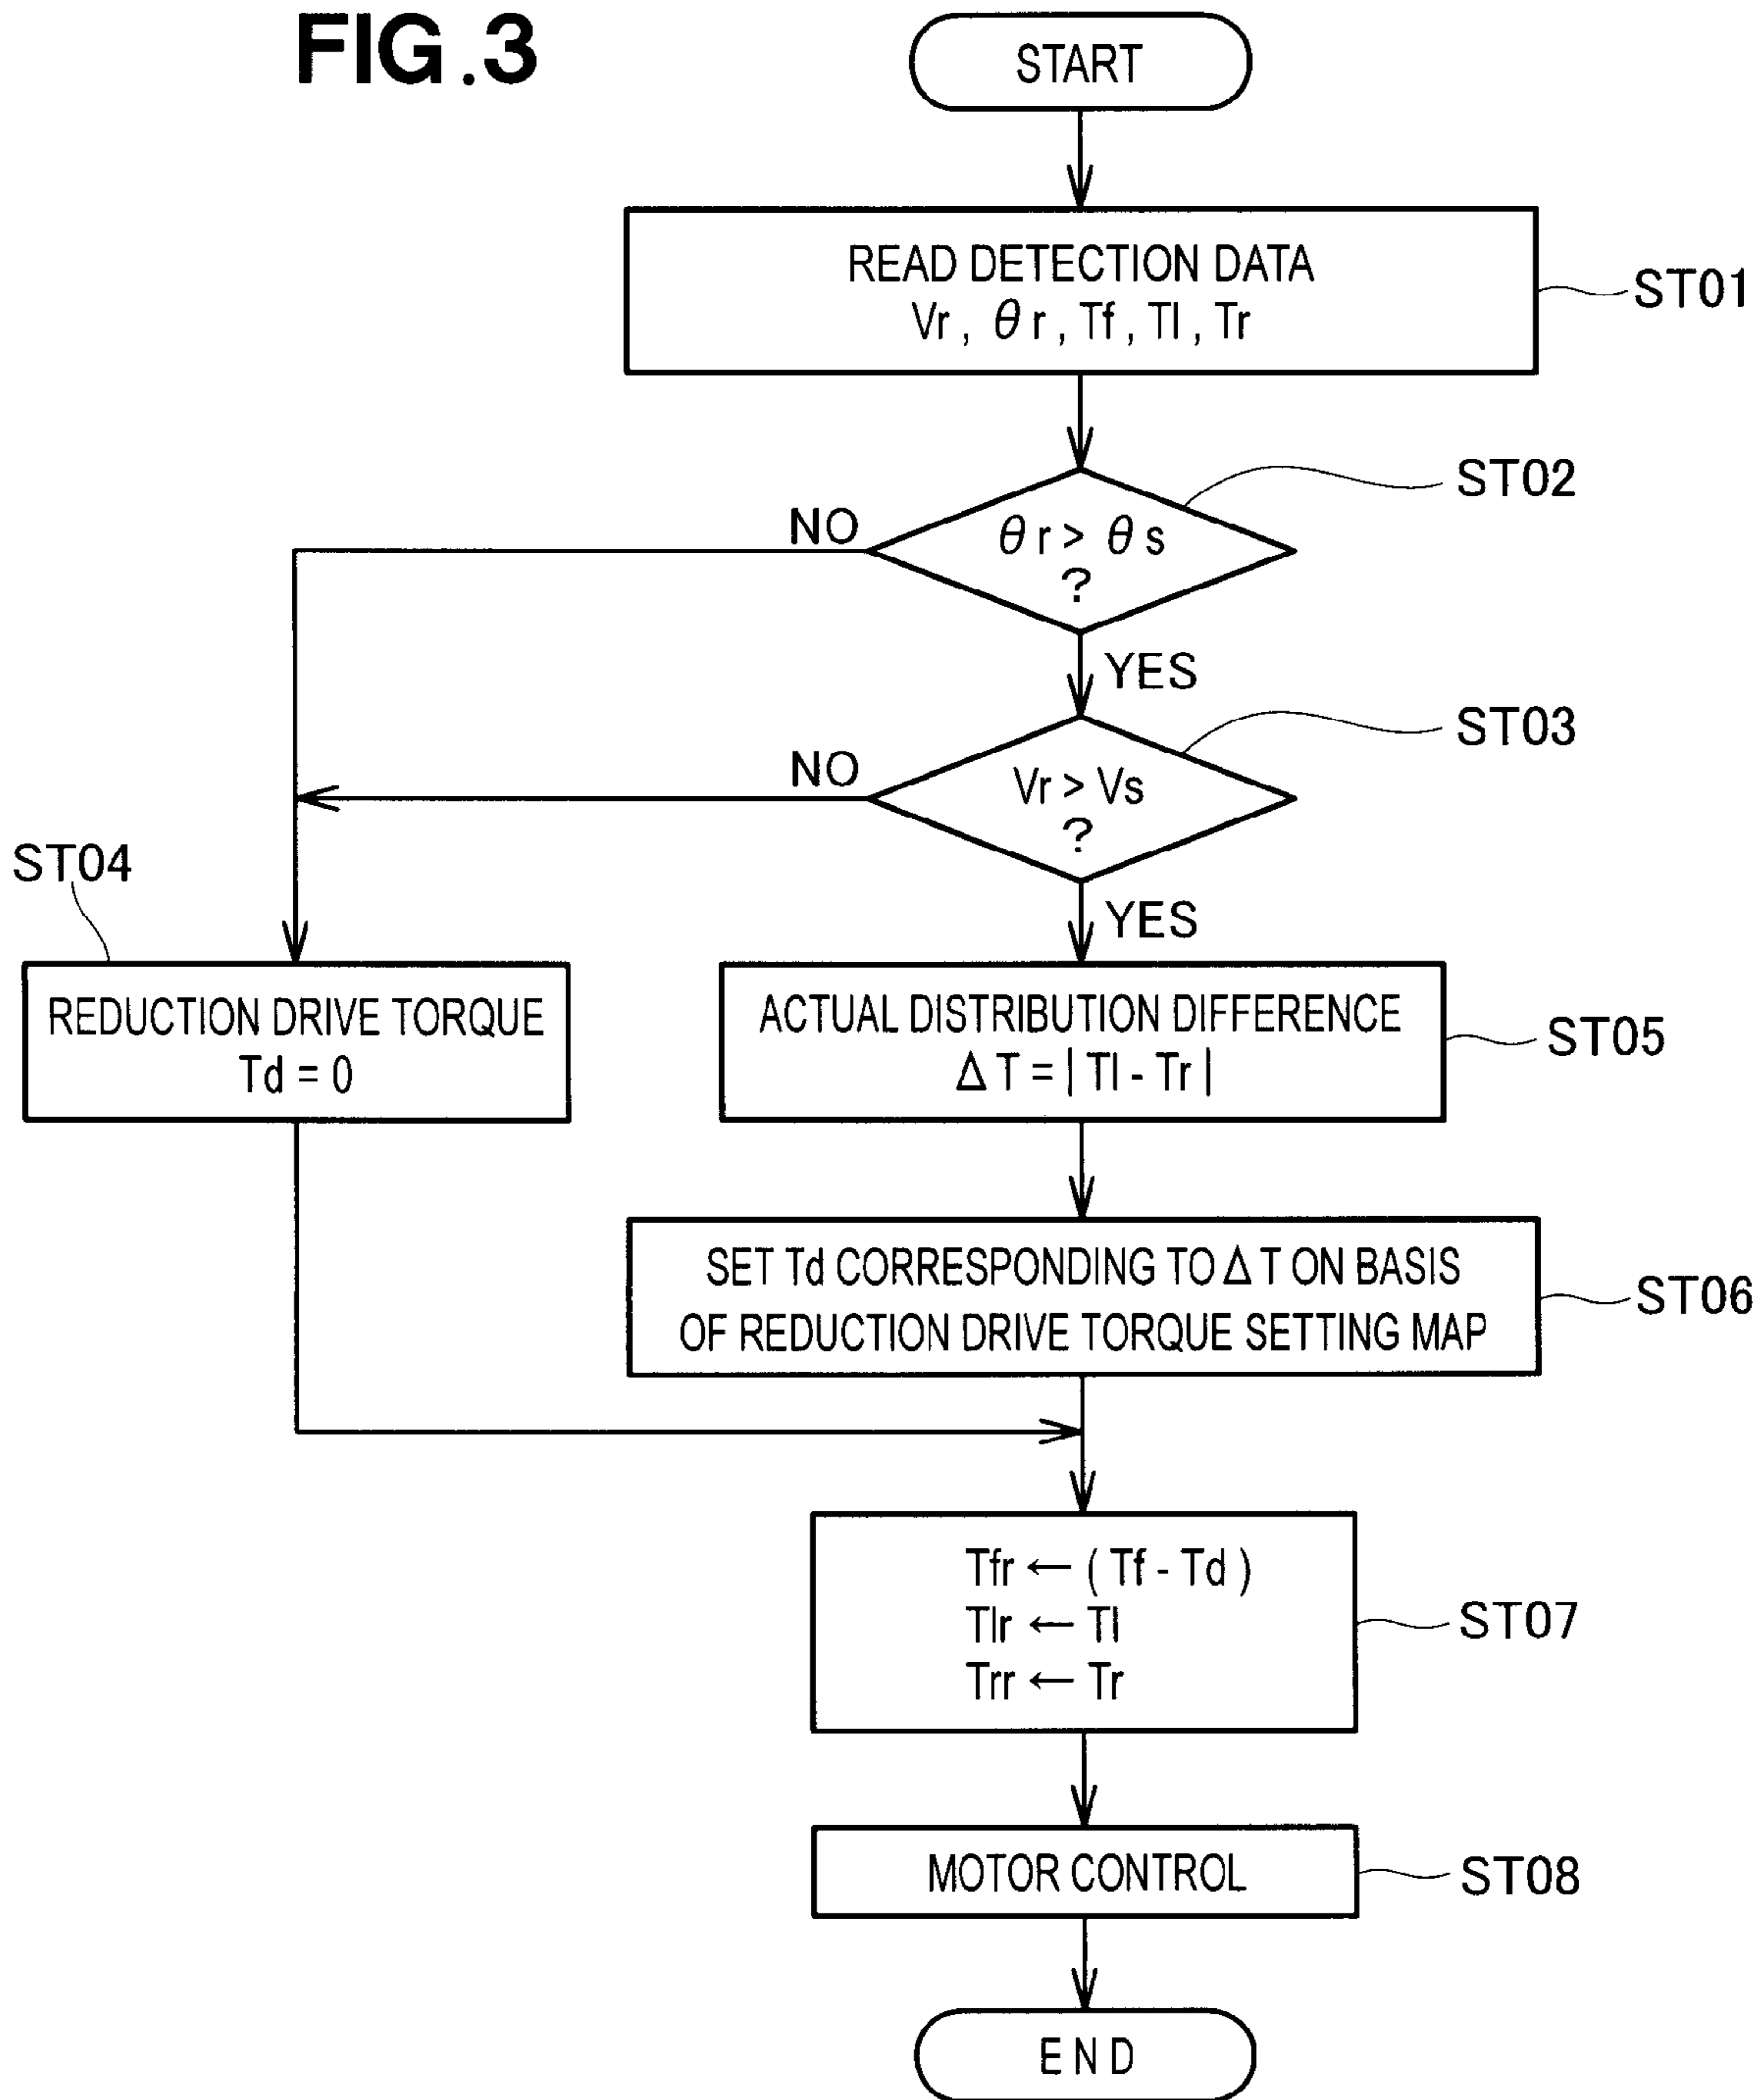 FIG.3
START
READ DETECTION DATA
Vr, θr, Tf, Tl, Tr
ST01
ST02
NO
θr > θs
?
YES
ST03
NO
Vr > Vs
?
YES
ST04
REDUCTION DRIVE TORQUE
Td = 0
ACTUAL DISTRIBUTION DIFFERENCE
ΔT = | Tl - Tr |
ST05
SET Td CORRESPONDING TO ΔT ON BASIS
OF REDUCTION DRIVE TORQUE SETTING MAP
ST06
Tfr ← ( Tf - Td )
Tlr ← Tl
Trr ← Tr
ST07
MOTOR CONTROL
ST08
END